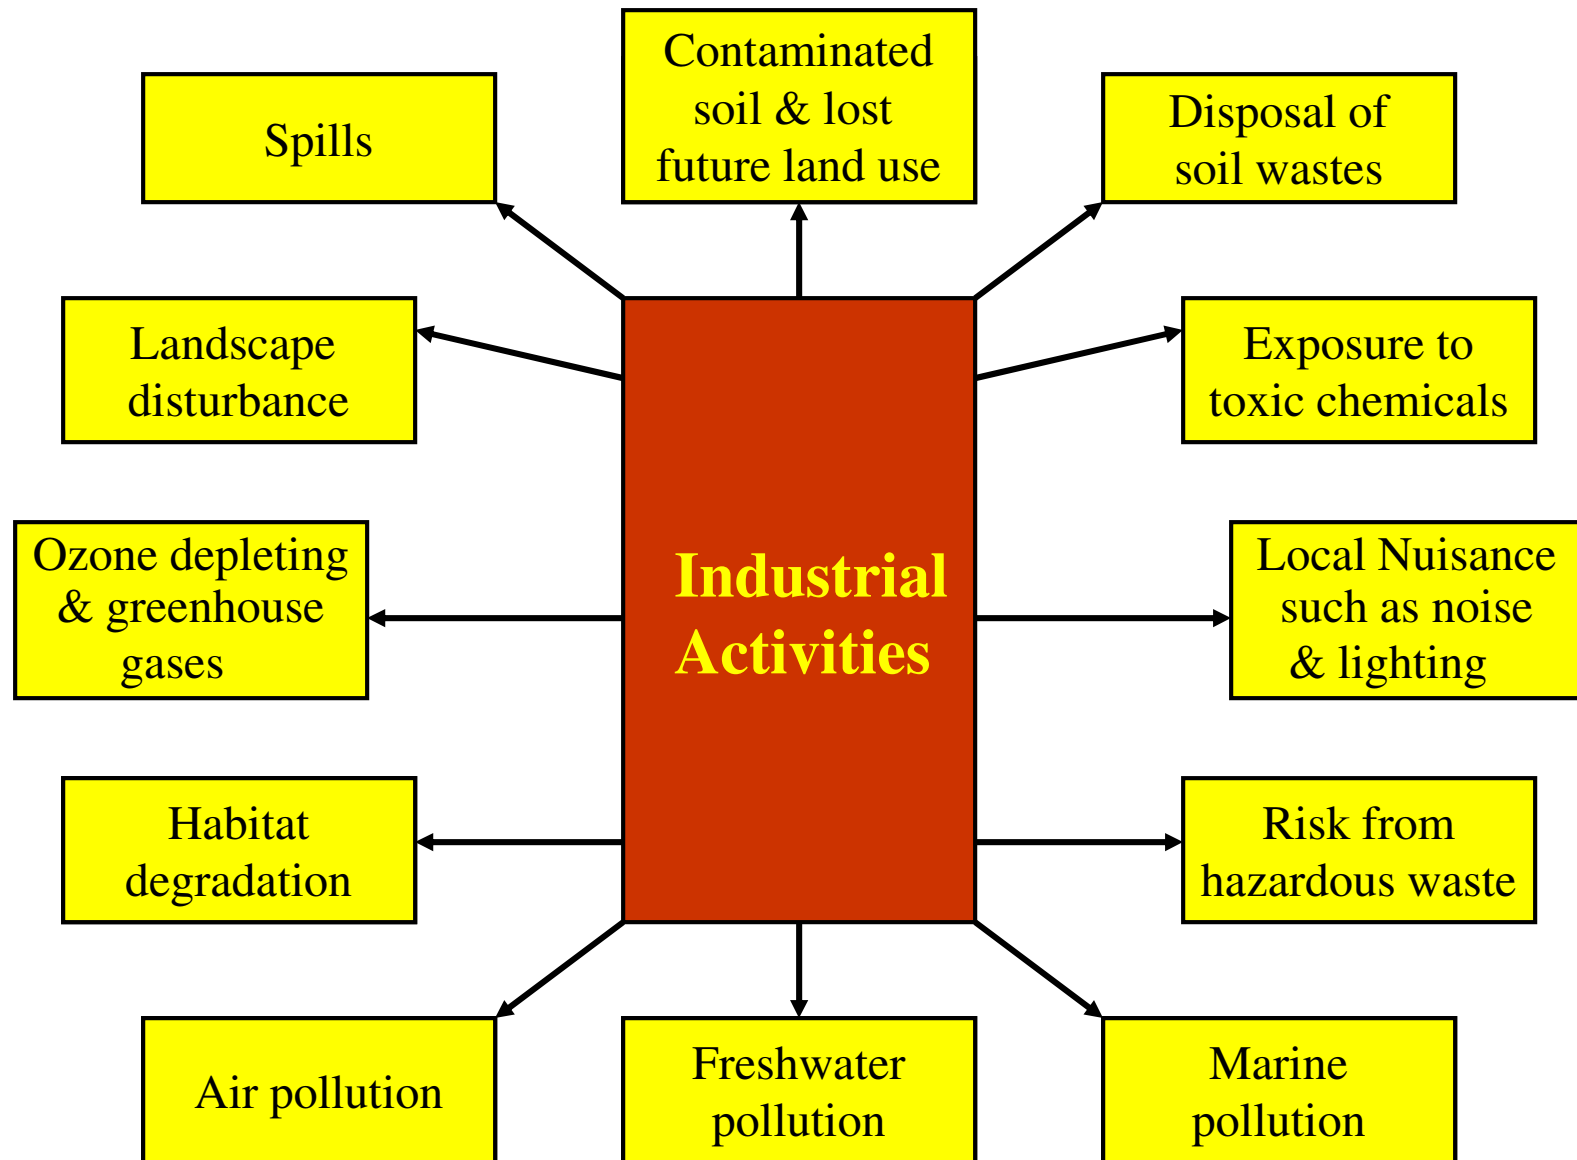 Contaminated
soil & lost
future land use
Spills
Disposal of
soil wastes
Landscape
disturbance
Exposure to
toxic chemicals
Industrial
Activities
Ozone depleting
& greenhouse
gases
Local Nuisance
such as noise
& lighting
Habitat
degradation
Risk from
hazardous waste
Air pollution
Freshwater
pollution
Marine
pollution